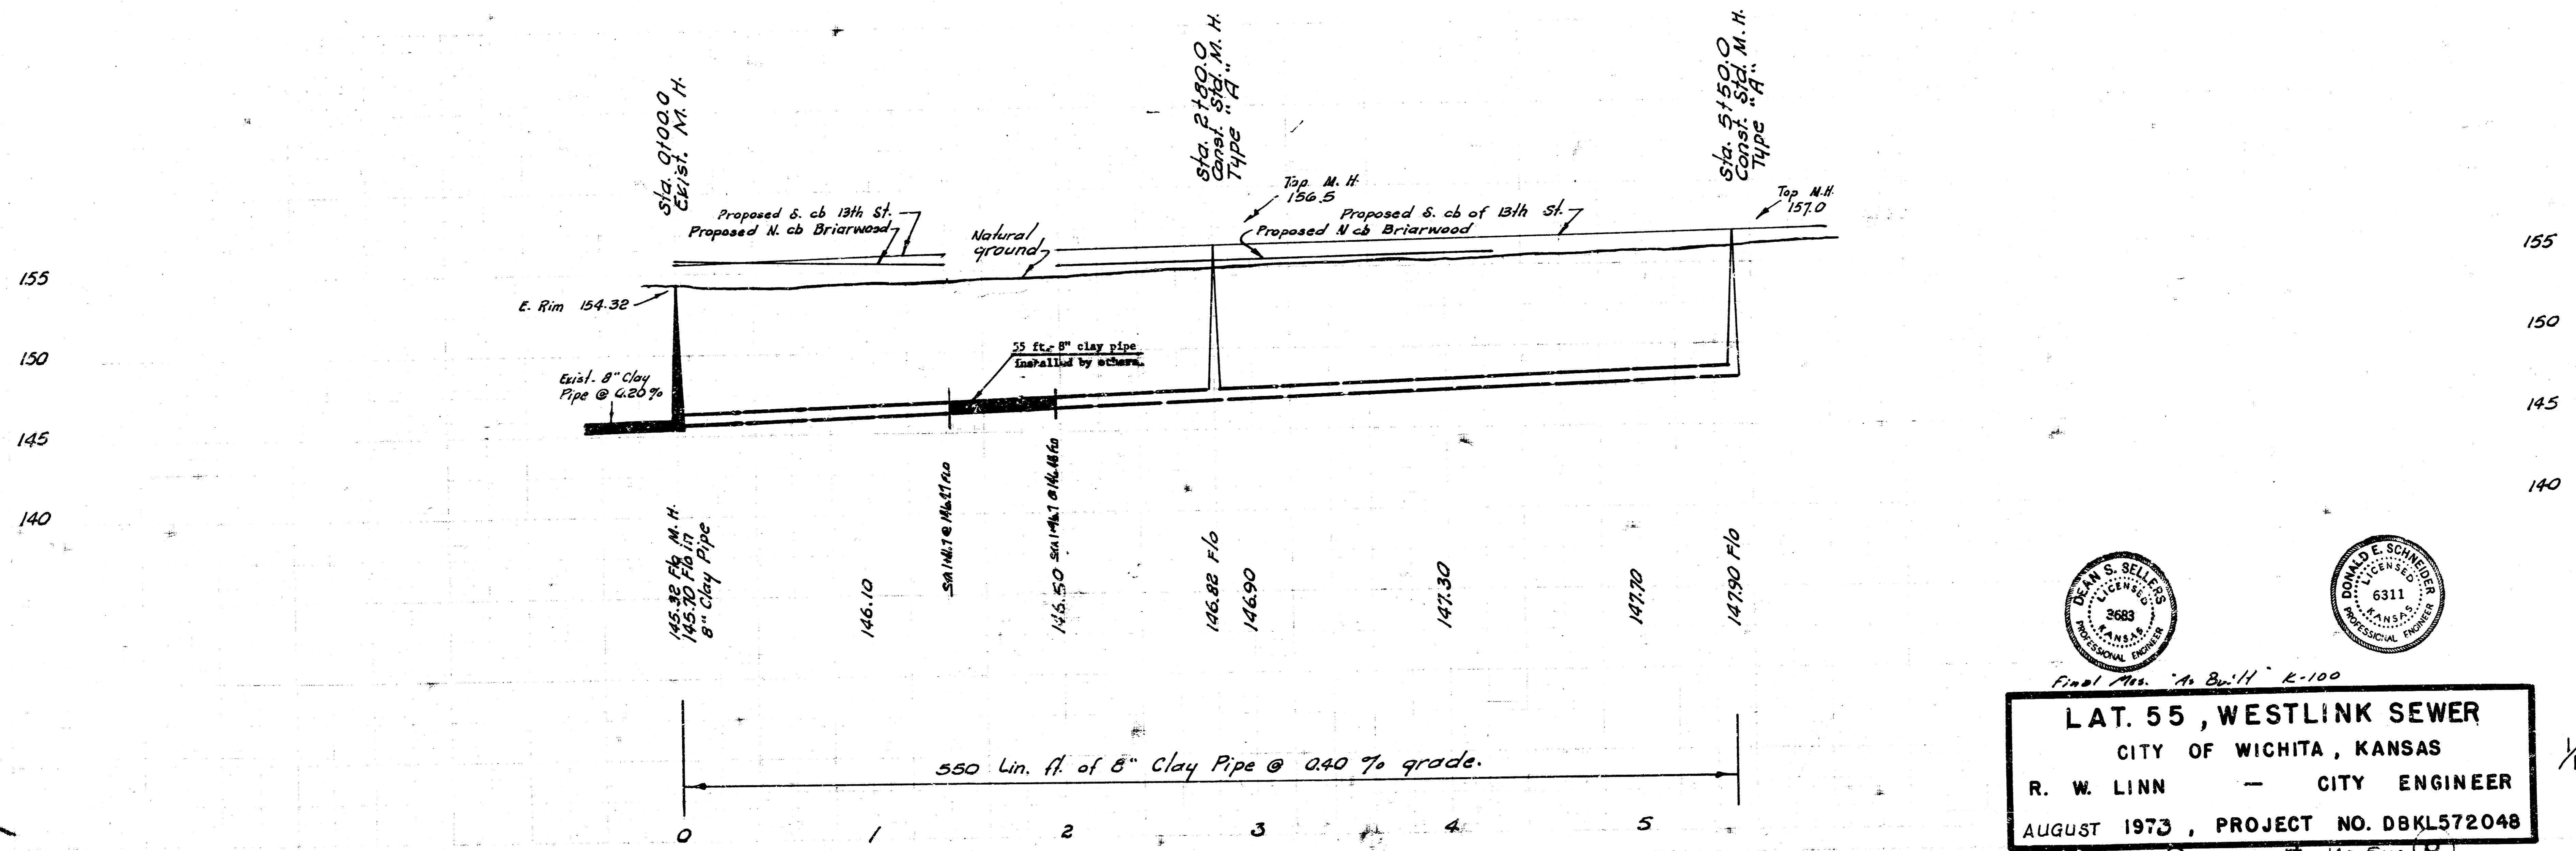 Sta. 0+00.0
Exist. M. H.
Sta. 2+80.0
Const. Std. M. H.
Type "A"
Sta. 5+50.0
Const. Std. M. H.
Type "A"
Top M. H.
156.5
Top M.H.
157.0
Proposed S. cb 13th St.
Proposed N. cb Briarwood
Natural
ground
Proposed S. cb of 13th St.
Proposed N cb Briarwood
155
150
145
140
155
150
145
140
E. Rim 154.32
Exist. 8" Clay
Pipe @ 0.20 %
55 ft.- 8" clay pipe
installed by others.
145.32 Flo M. H.
145.70 Flo in
8" Clay Pipe
146.10
146.50
146.82 Flo
146.90
147.30
147.70
147.90 Flo
550 Lin. ft. of 8" Clay Pipe @ 0.40 % grade.
0 1 2 3 4 5
DEAN S. SELLERS
LICENSED
KANSAS
PROFESSIONAL ENGINEER
DONALD E. SCHNEIDER
LICENSED
6311
KANSAS
PROFESSIONAL ENGINEER
Final Mes. "As Built" K-100
LAT. 55 , WESTLINK SEWER
CITY OF WICHITA , KANSAS
R. W. LINN — CITY ENGINEER
AUGUST 1973 , PROJECT NO. DBKL572048